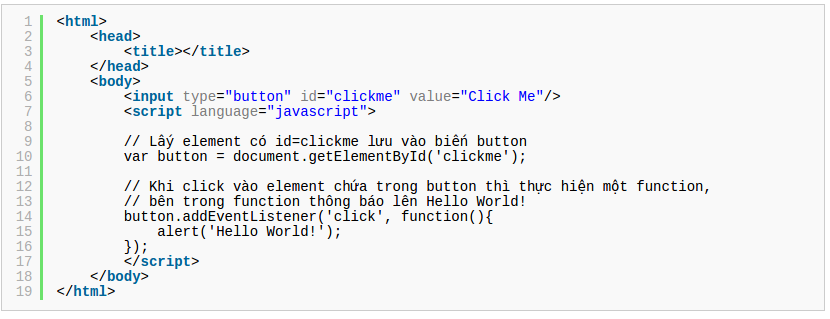 1 <html>
2     <head>
3         <title></title>
4     </head>
5     <body>
6         <input type="button" id="clickme" value="Click Me"/>
7         <script language="javascript">
8
9         // Lấy element có id=clickme lưu vào biến button
10         var button = document.getElementById('clickme');
11
12         // Khi click vào element chứa trong button thì thực hiện một function,
13         // bên trong function thông báo lên Hello World!
14         button.addEventListener('click', function(){
15             alert('Hello World!');
16         });
17         </script>
18     </body>
19 </html>